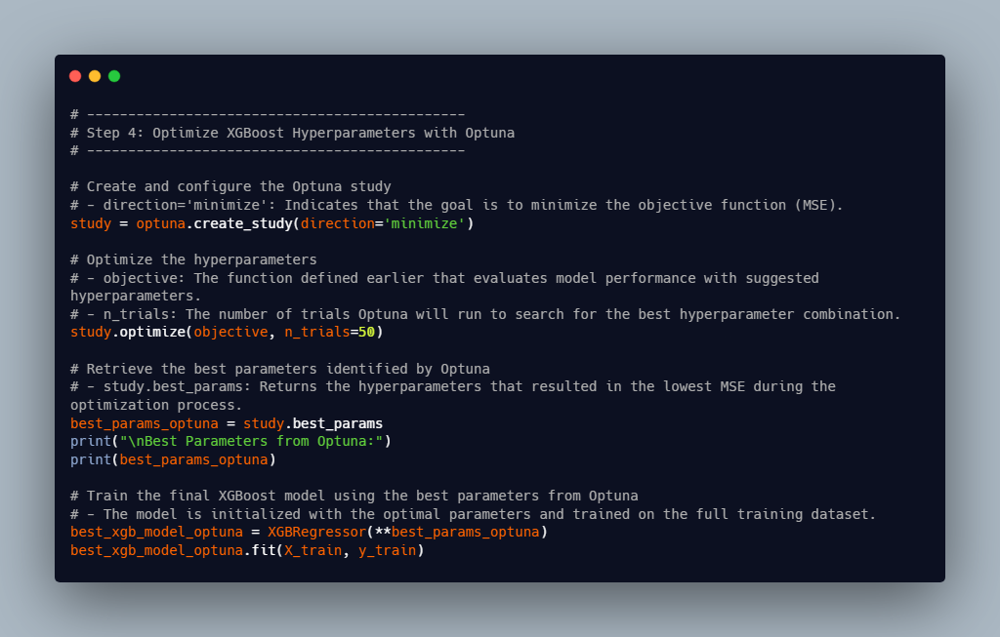 # ----------------------------------------------
# Step 4: Optimize XGBoost Hyperparameters with Optuna
# ----------------------------------------------
# Create and configure the Optuna study
# - direction='minimize': Indicates that the goal is to minimize the objective function (MSE).
study = optuna.create_study(direction='minimize')
# Optimize the hyperparameters
# - objective: The function defined earlier that evaluates model performance with suggested
hyperparameters.
# - n_trials: The number of trials Optuna will run to search for the best hyperparameter combination.
study.optimize(objective, n_trials=50)
# Retrieve the best parameters identified by Optuna
# - study.best_params: Returns the hyperparameters that resulted in the lowest MSE during the
optimization process.
best_params_optuna = study.best_params
print("\nBest Parameters from Optuna:")
print(best_params_optuna)
# Train the final XGBoost model using the best parameters from Optuna
# - The model is initialized with the optimal parameters and trained on the full training dataset.
best_xgb_model_optuna = XGBRegressor(**best_params_optuna)
best_xgb_model_optuna.fit(X_train, y_train)